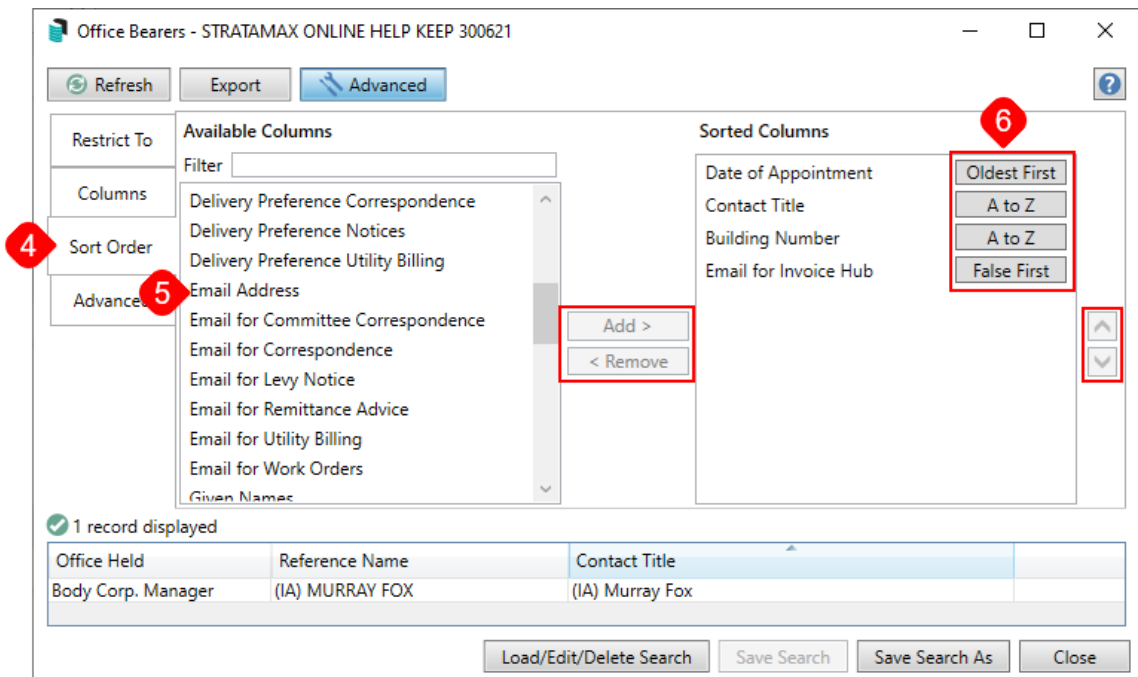 Office Bearers - STRATAMAX ONLINE HELP KEEP 300621
Refresh Export Advanced ?
Restrict To
Columns
Sort Order
Advanced
4
5
Available Columns
Filter
Delivery Preference Correspondence
Delivery Preference Notices
Delivery Preference Utility Billing
Email Address
Email for Committee Correspondence
Email for Correspondence
Email for Levy Notice
Email for Remittance Advice
Email for Utility Billing
Email for Work Orders
Given Names
Add >
< Remove
Sorted Columns
6
Date of Appointment Oldest First
Contact Title A to Z
Building Number A to Z
Email for Invoice Hub False First
1 record displayed
Office Held Reference Name Contact Title
Body Corp. Manager (IA) MURRAY FOX (IA) Murray Fox
Load/Edit/Delete Search Save Search Save Search As Close